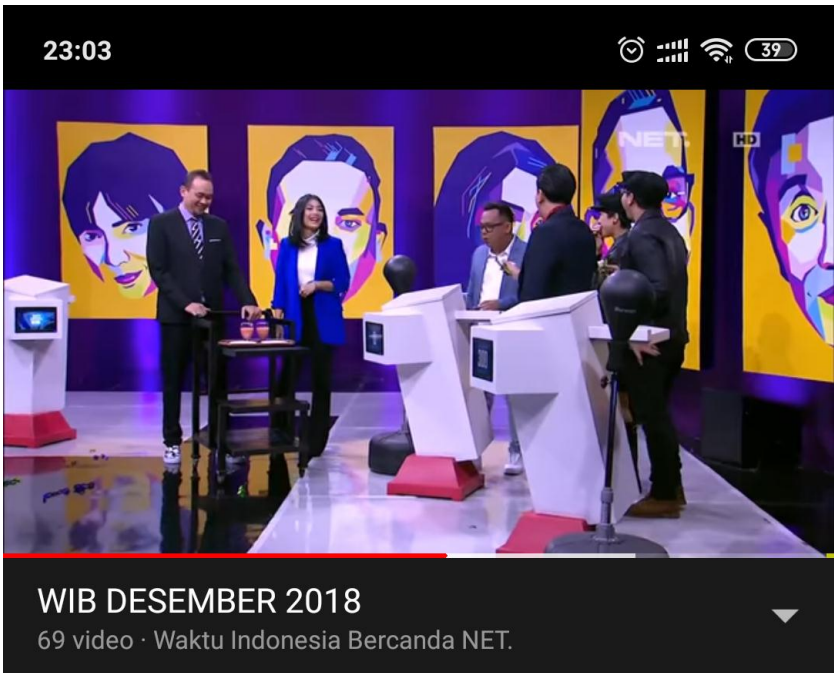 23:03
39
NET.
HD
WIB DESEMBER 2018
69 video · Waktu Indonesia Bercanda NET.